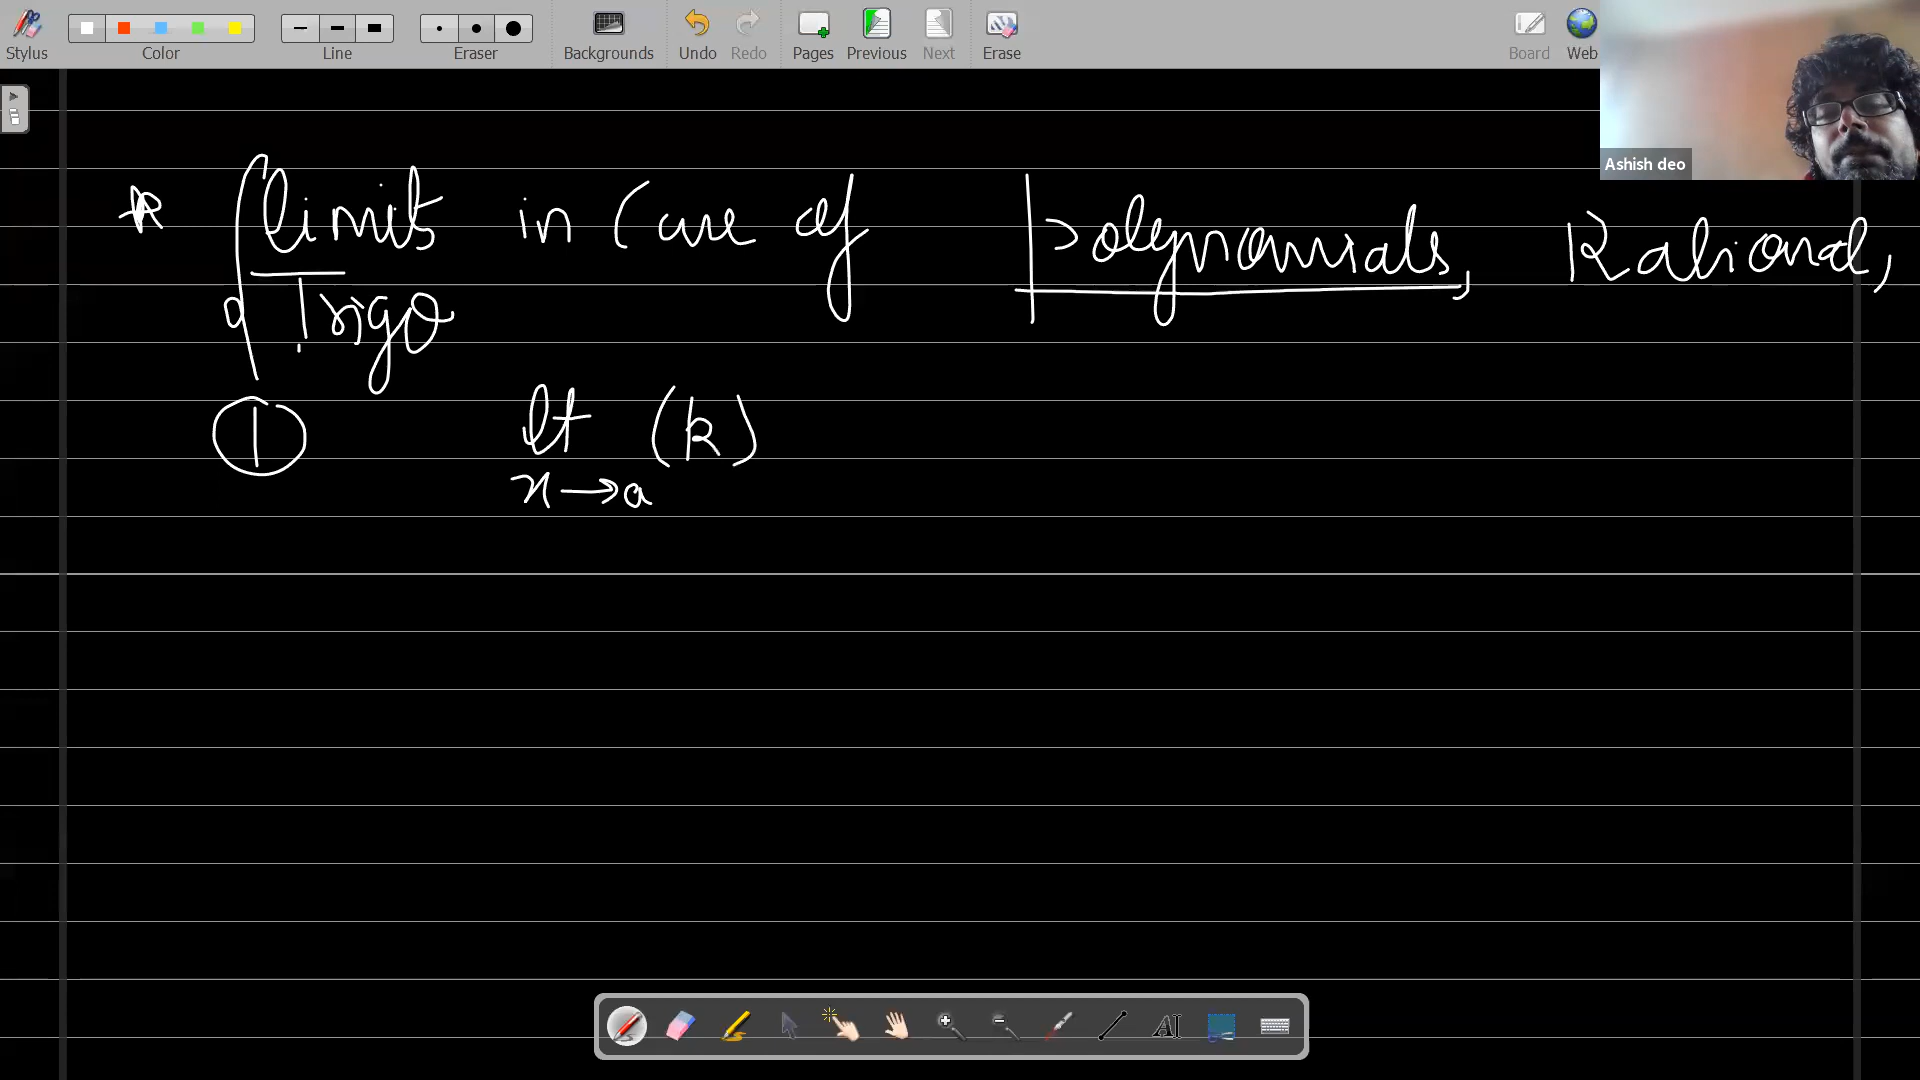 Stylus Color Line Eraser Backgrounds Undo Redo Pages Previous Next Erase Board Web
Ashish deo
* limits in Case of Polynomials, Rational,
Trigo
① lt (k)
x→a